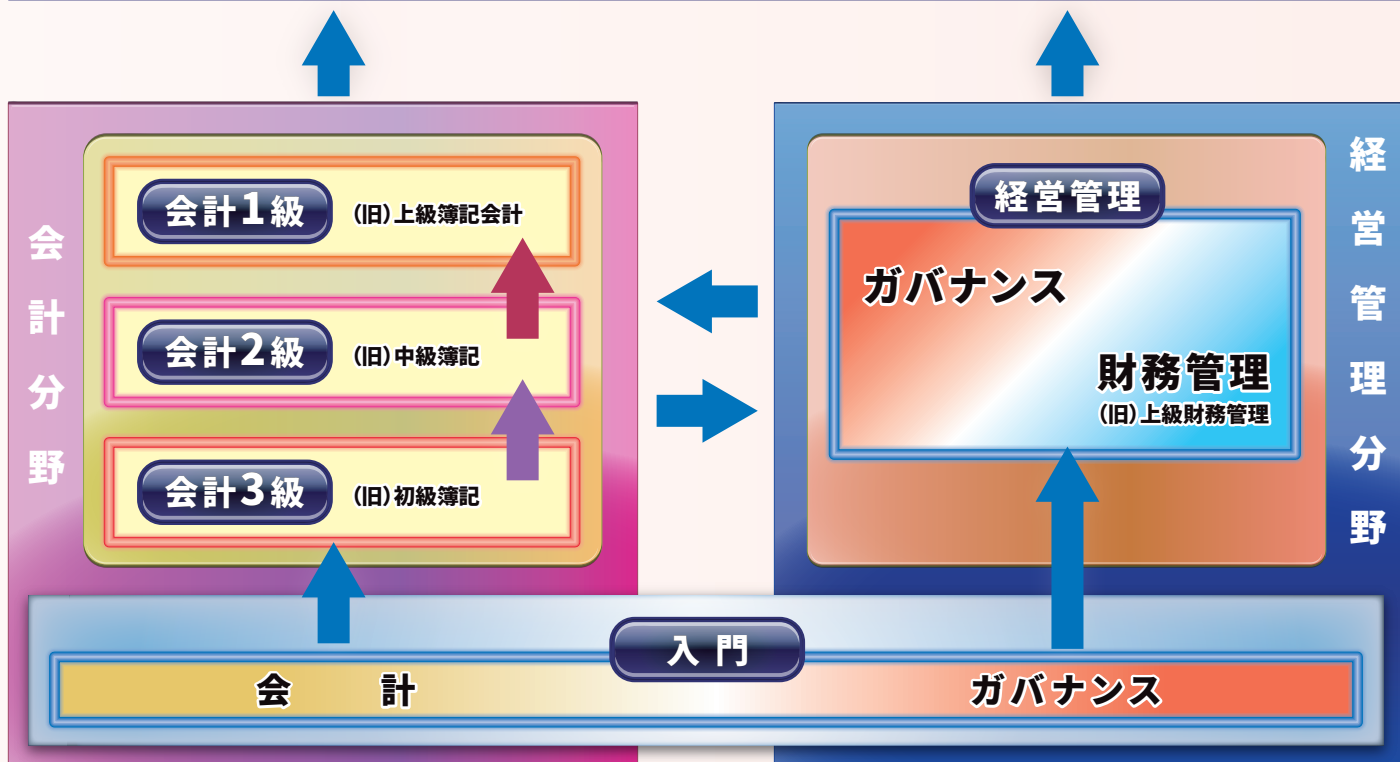 会計分野
会計1級 (旧)上級簿記会計
会計2級 (旧)中級簿記
会計3級 (旧)初級簿記
経営管理分野
経営管理
ガバナンス
財務管理
(旧)上級財務管理
入門
会計
ガバナンス